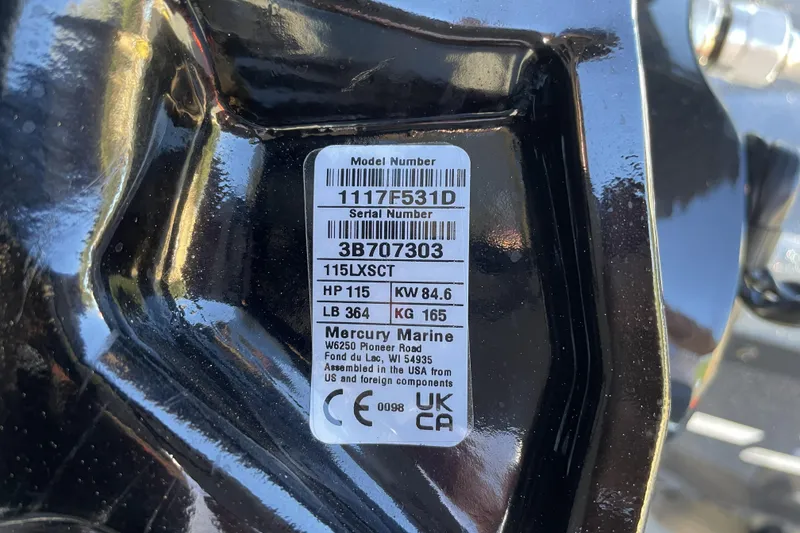 Model Number
1117F531D
Serial Number
3B707303
115LXSCT
HP 115 KW 84.6
LB 364 KG 165
Mercury Marine
W6250 Pioneer Road
Fond du Lac, WI 54935
Assembled in the USA from
US and foreign components
CE 0098 UK
CA